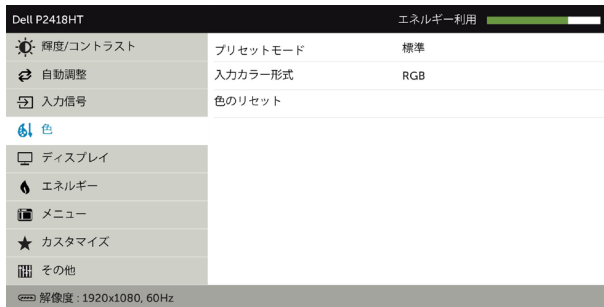 Dell P2418HT エネルギー利用
輝度/コントラスト
プリセットモード 標準
自動調整
入力カラー形式 RGB
入力信号
色のリセット
色
ディスプレイ
エネルギー
メニュー
カスタマイズ
その他
解像度 : 1920x1080, 60Hz